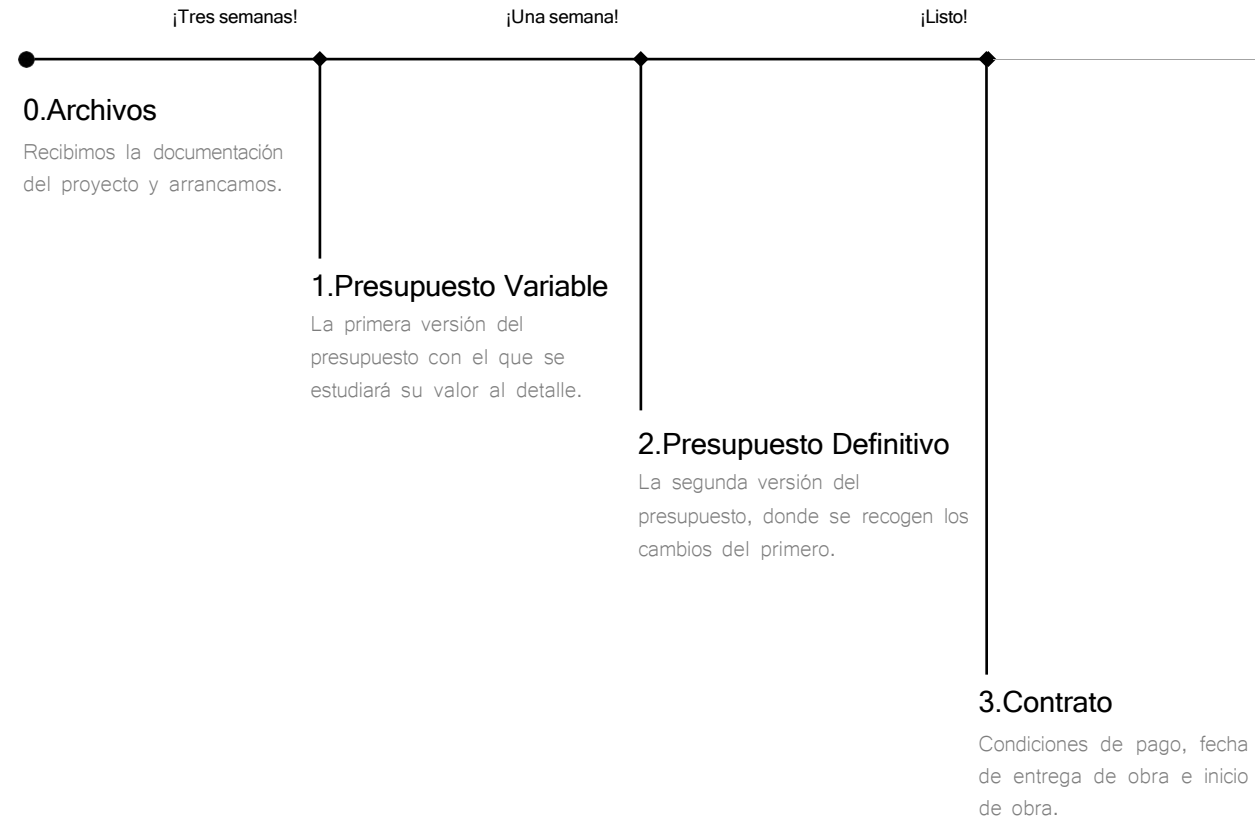 ¡Tres semanas!
¡Una semana!
¡Listo!
0.Archivos
Recibimos la documentación
del proyecto y arrancamos.
1.Presupuesto Variable
La primera versión del
presupuesto con el que se
estudiará su valor al detalle.
2.Presupuesto Definitivo
La segunda versión del
presupuesto, donde se recogen los
cambios del primero.
3.Contrato
Condiciones de pago, fecha
de entrega de obra e inicio
de obra.